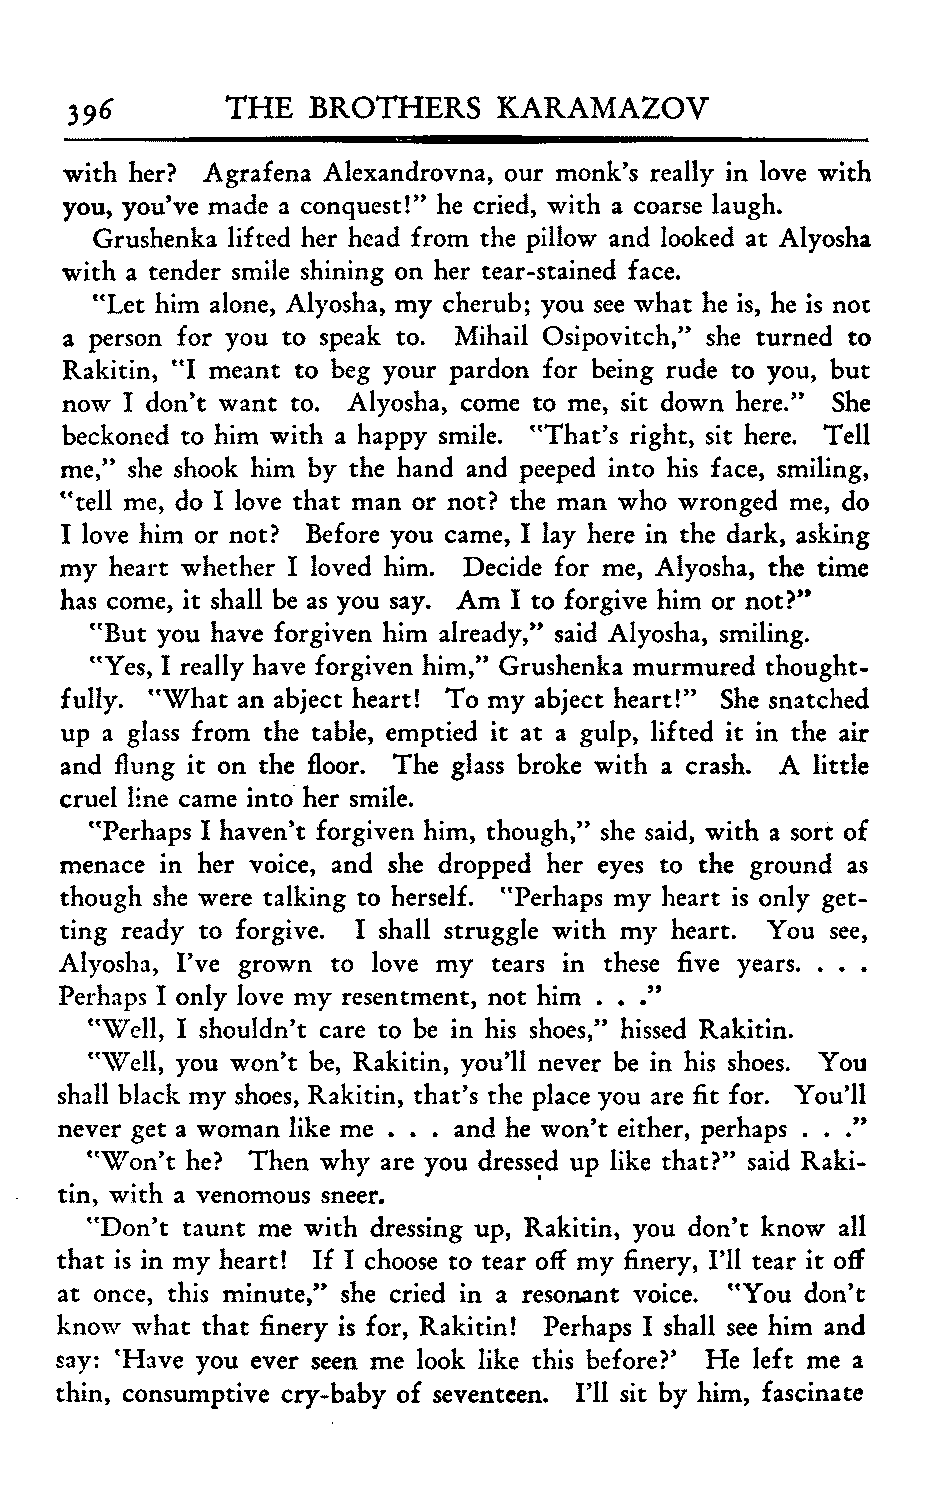 396 THE BROTHERS KARAMAZOV
with her? Agrafena Alexandrovna, our monk's really in love with
you, you've made a conquest!" he cried, with a coarse laugh.
Grushenka lifted her head from the pillow and looked at Alyosha
with a tender smile shining on her tear-stained face.
"Let him alone, Alyosha, my cherub; you see what he is, he is not
a person for you to speak to. Mihail Osipovitch," she turned to
Rakitin, "I meant to beg your pardon for being rude to you, but
now I don't want to. Alyosha, come to me, sit down here." She
beckoned to him with a happy smile. "That's right, sit here. Tell
me," she shook him by the hand and peeped into his face, smiling,
"tell me, do I love that man or not? the man who wronged me, do
I love him or not? Before you came, I lay here in the dark, asking
my heart whether I loved him. Decide for me, Alyosha, the time
has come, it shall be as you say. Am I to forgive him or not?"
"But you have forgiven him already," said Alyosha, smiling.
"Yes, I really have forgiven him," Grushenka murmured thought-
fully. "What an abject heart! To my abject heart!" She snatched
up a glass from the table, emptied it at a gulp, lifted it in the air
and flung it on the floor. The glass broke with a crash. A little
cruel line came into her smile.
"Perhaps I haven't forgiven him, though," she said, with a sort of
menace in her voice, and she dropped her eyes to the ground as
though she were talking to herself. "Perhaps my heart is only get-
ting ready to forgive. I shall struggle with my heart. You see,
Alyosha, I've grown to love my tears in these five years. . . .
Perhaps I only love my resentment, not him . . ."
"Well, I shouldn't care to be in his shoes," hissed Rakitin.
"Well, you won't be, Rakitin, you'll never be in his shoes. You
shall black my shoes, Rakitin, that's the place you are fit for. You'll
never get a woman like me . . . and he won't either, perhaps . . ."
"Won't he? Then why are you dressed up like that?" said Raki-
tin, with a venomous sneer.
"Don't taunt me with dressing up, Rakitin, you don't know all
that is in my heart! If I choose to tear off my finery, I'll tear it off
at once, this minute," she cried in a resonant voice. "You don't
know what that finery is for, Rakitin! Perhaps I shall see him and
say: 'Have you ever seen me look like this before?' He left me a
thin, consumptive cry-baby of seventeen. I'll sit by him, fascinate